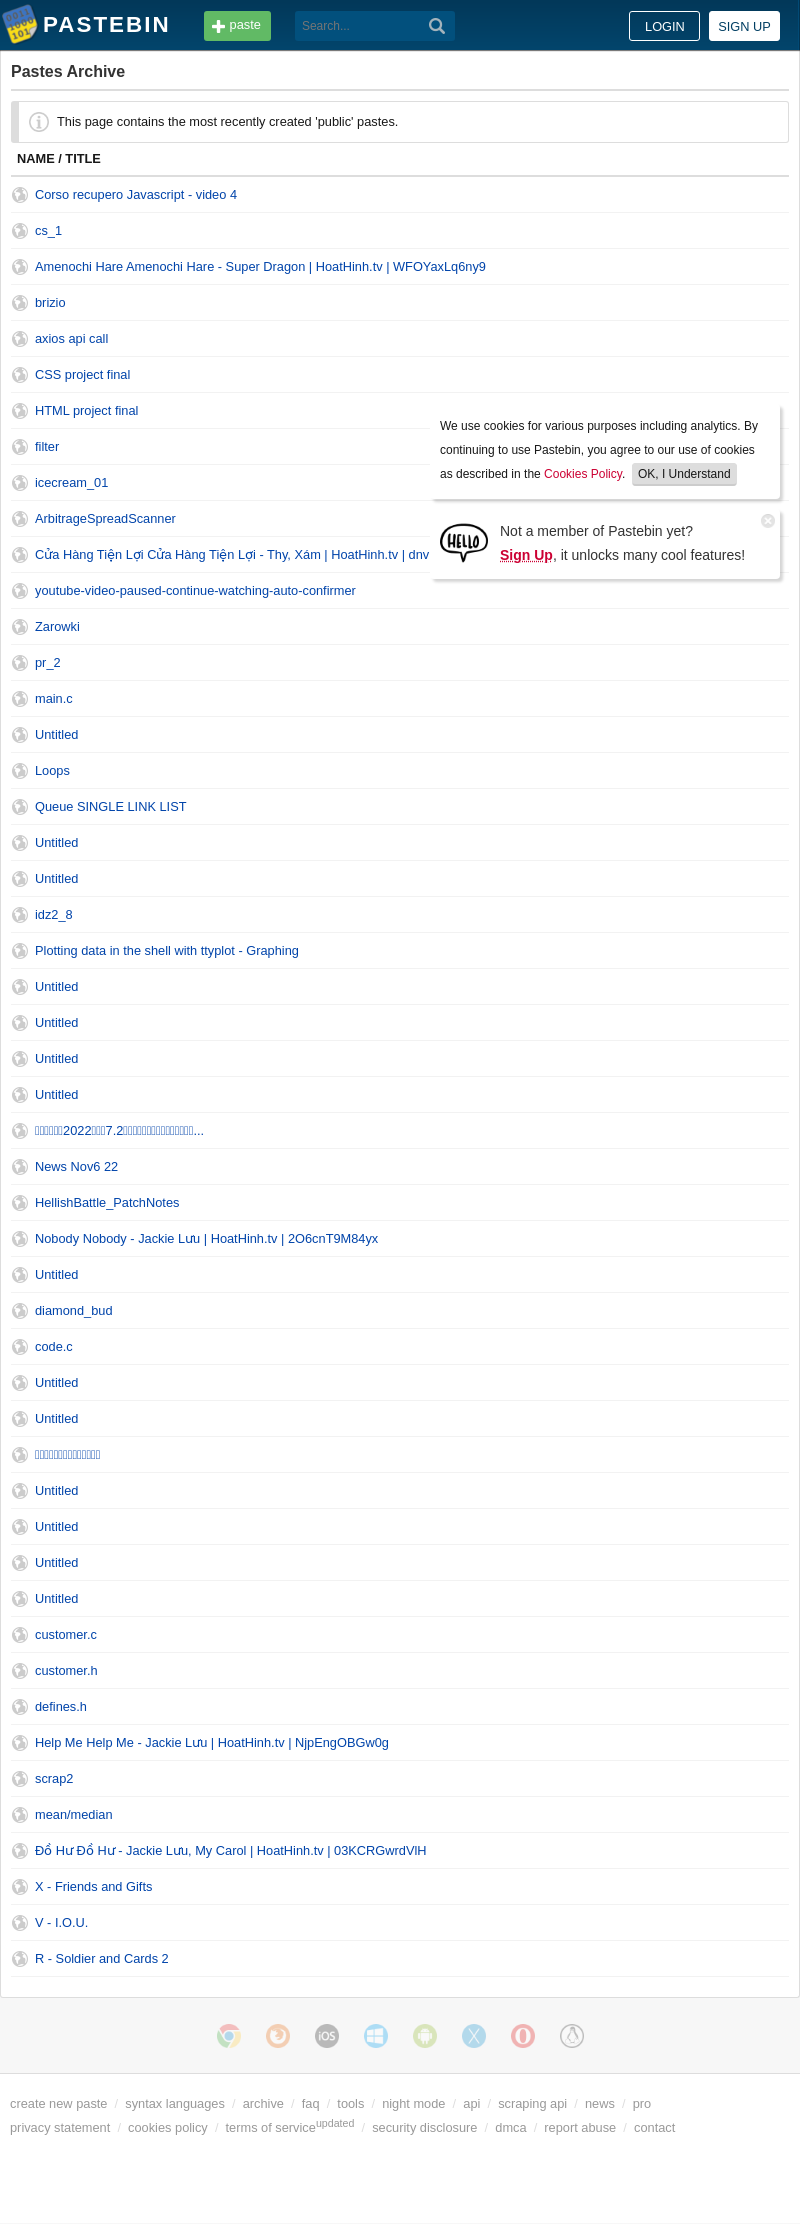 PASTEBIN
paste
Search...
LOGIN
SIGN UP
Pastes Archive
This page contains the most recently created 'public' pastes.
NAME / TITLE
Corso recupero Javascript - video 4
cs_1
Amenochi Hare Amenochi Hare - Super Dragon | HoatHinh.tv | WFOYaxLq6ny9
brizio
axios api call
CSS project final
HTML project final
filter
icecream_01
ArbitrageSpreadScanner
Cửa Hàng Tiện Lợi Cửa Hàng Tiện Lợi - Thy, Xám | HoatHinh.tv | dnv
We use cookies for various purposes including analytics. By
continuing to use Pastebin, you agree to our use of cookies
as described in the Cookies Policy. OK, I Understand
HELLO
Not a member of Pastebin yet?
Sign Up, it unlocks many cool features!
youtube-video-paused-continue-watching-auto-confirmer
Zarowki
pr_2
main.c
Untitled
Loops
Queue SINGLE LINK LIST
Untitled
Untitled
idz2_8
Plotting data in the shell with ttyplot - Graphing
Untitled
Untitled
Untitled
Untitled
2022 7.2 ...
News Nov6 22
HellishBattle_PatchNotes
Nobody Nobody - Jackie Lưu | HoatHinh.tv | 2O6cnT9M84yx
Untitled
diamond_bud
code.c
Untitled
Untitled
Untitled
Untitled
Untitled
Untitled
customer.c
customer.h
defines.h
Help Me Help Me - Jackie Lưu | HoatHinh.tv | NjpEngOBGw0g
scrap2
mean/median
Đồ Hư Đồ Hư - Jackie Lưu, My Carol | HoatHinh.tv | 03KCRGwrdVlH
X - Friends and Gifts
V - I.O.U.
R - Soldier and Cards 2
iOS
create new paste / syntax languages / archive / faq / tools / night mode / api / scraping api / news / pro
privacy statement / cookies policy / terms of service updated / security disclosure / dmca / report abuse / contact